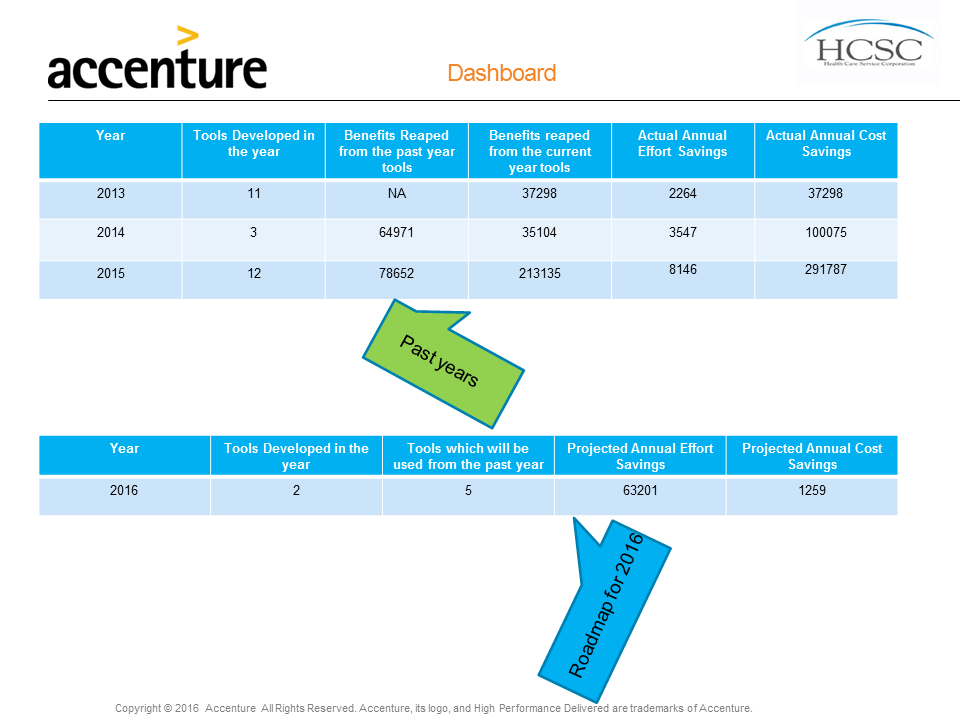 accenture
HCSC
Health Care Service Corporation
Dashboard
Year Tools Developed in the year Benefits Reaped from the past year tools Benefits reaped from the current year tools Actual Annual Effort Savings Actual Annual Cost Savings
2013 11 NA 37298 2264 37298
2014 3 64971 35104 3547 100075
2015 12 78652 213135 8146 291787
Past years
Year Tools Developed in the year Tools which will be used from the past year Projected Annual Effort Savings Projected Annual Cost Savings
2016 2 5 63201 1259
Roadmap for 2016
Copyright © 2016 Accenture All Rights Reserved. Accenture, its logo, and High Performance Delivered are trademarks of Accenture.